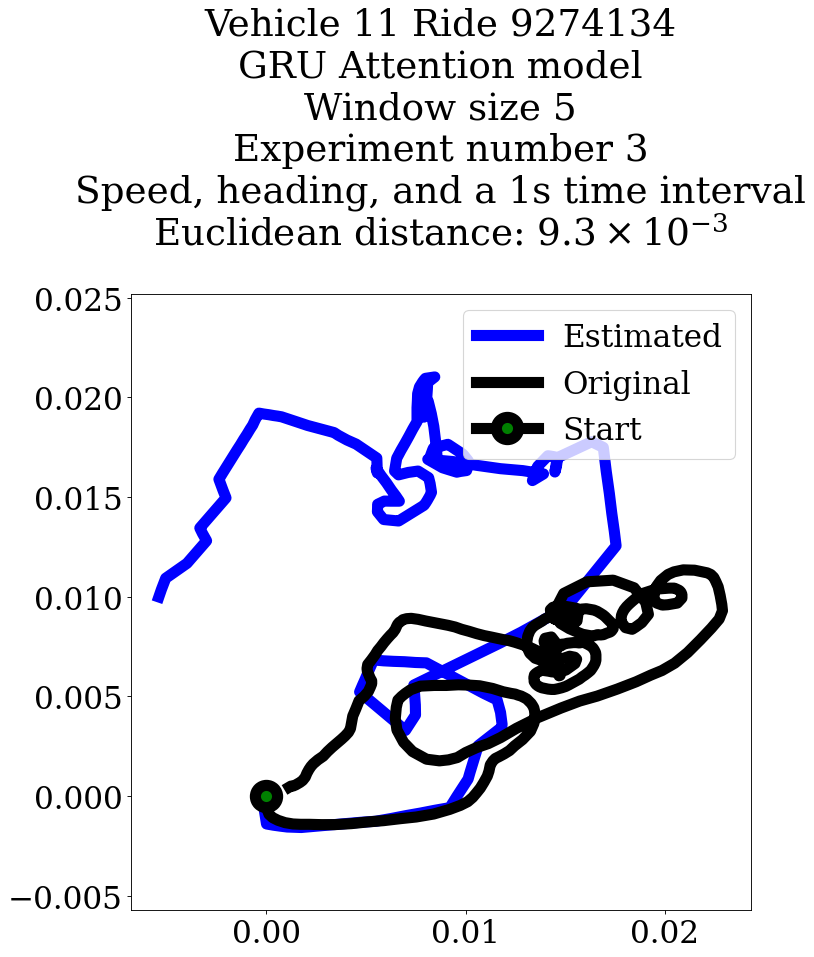 Vehicle 11 Ride 9274134
GRU Attention model
Window size 5
Experiment number 3
Speed, heading, and a 1s time interval
Euclidean distance: 9.3 × 10⁻³
Estimated
Original
Start
0.025
0.020
0.015
0.010
0.005
0.000
−0.005
0.00 0.01 0.02